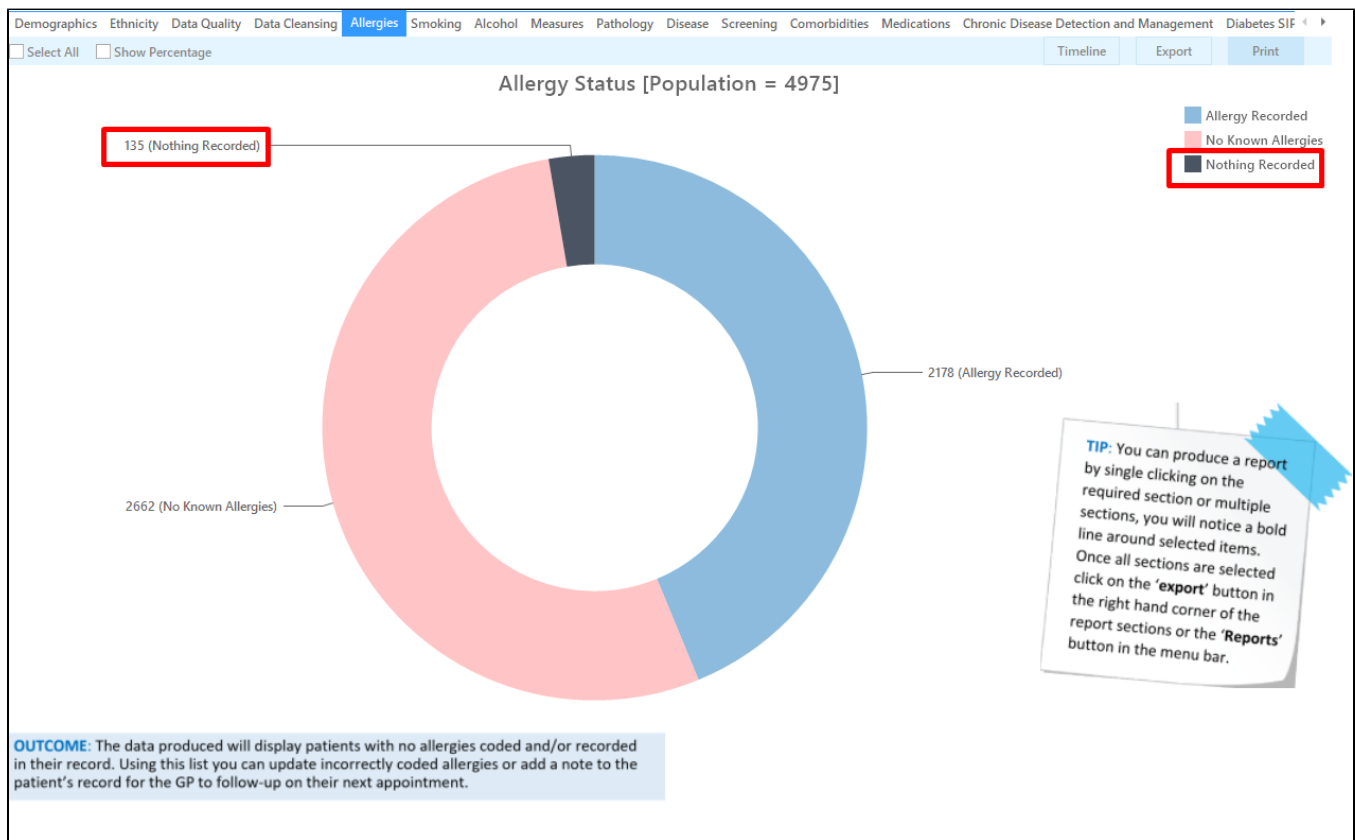 Demographics Ethnicity Data Quality Data Cleansing Allergies Smoking Alcohol Measures Pathology Disease Screening Comorbidities Medications Chronic Disease Detection and Management Diabetes SIP
Select All Show Percentage Timeline Export Print
Allergy Status [Population = 4975]
Allergy Recorded
No Known Allergies
Nothing Recorded
135 (Nothing Recorded)
2178 (Allergy Recorded)
2662 (No Known Allergies)
TIP: You can produce a report
by single clicking on the
required section or multiple
sections, you will notice a bold
line around selected items.
Once all sections are selected
click on the ‘export’ button in
the right hand corner of the
report sections or the ‘Reports’
button in the menu bar.
OUTCOME: The data produced will display patients with no allergies coded and/or recorded
in their record. Using this list you can update incorrectly coded allergies or add a note to the
patient’s record for the GP to follow-up on their next appointment.